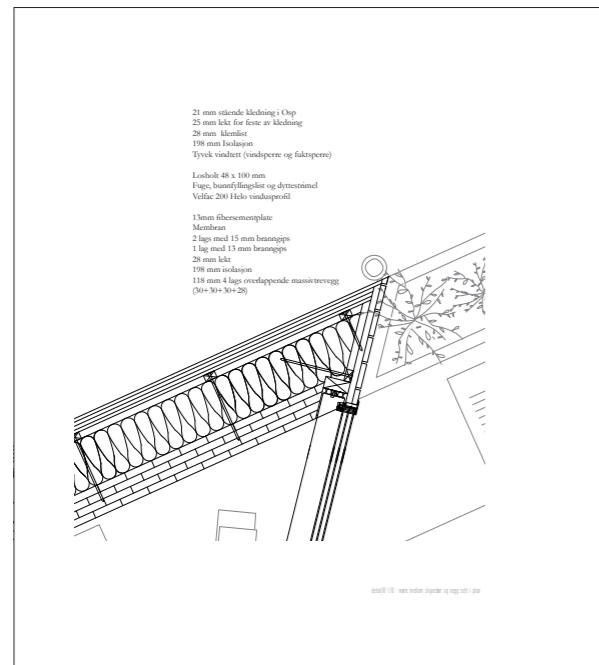 21 mm stående kledning i Osp
25 mm lekt for feste av kledning
28 mm klemlist
198 mm Isolasjon
Tyvek vindtett (vindsperre og fuktsperre)
Losholt 48 x 100 mm
Fuge, bunnfyllingslist og dyttestrimel
Velfac 200 Helo vindusprofil
13mm fibersementplate
Membran
2 lags med 15 mm branngips
1 lag med 13 mm branngips
28 mm lekt
198 mm isolasjon
118 mm 4 lags overlappende massivtrevegg
(30+30+30+28)